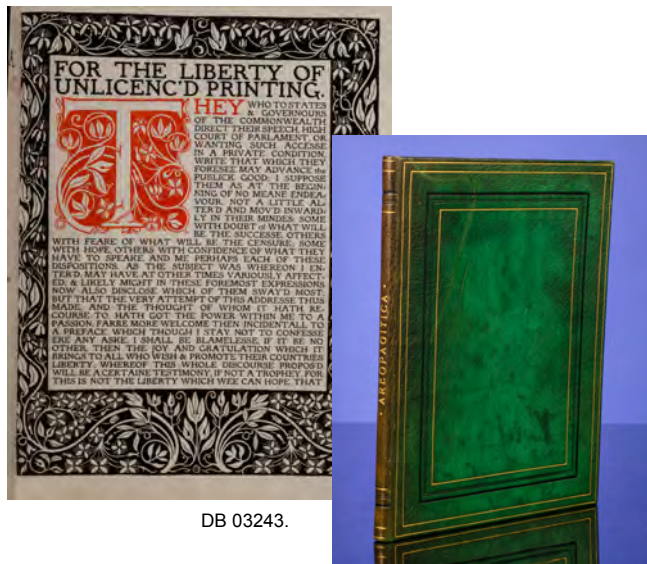 FOR THE LIBERTY OF
UNLICENC'D PRINTING.
THEY WHO TO STATES
& GOVERNOURS
OF THE COMMONWEALTH
DIRECT THEIR SPEECH, HIGH
COURT OF PARLAMENT, OR
WANTING SUCH ACCESSE
IN A PRIVATE CONDITION,
WRITE THAT WHICH THEY
FORESEE MAY ADVANCE the
PUBLICK GOOD; I SUPPOSE
THEM AS AT THE BEGIN-
NING OF NO MEANE ENDEA-
VOUR, NOT A LITTLE AL-
TER'D AND MOV'D INWARD-
LY IN THEIR MINDES: SOME
WITH DOUBT of WHAT WILL
BE THE SUCCESSE, OTHERS
WITH FEARE OF WHAT WILL BE THE CENSURE; SOME
WITH HOPE, OTHERS WITH CONFIDENCE OF WHAT THEY
HAVE TO SPEAKE. AND ME PERHAPS EACH OF THESE
DISPOSITIONS, AS THE SUBJECT WAS WHEREON I EN-
TER'D, MAY HAVE AT OTHER TIMES VARIOUSLY AFFECT-
ED; & LIKELY MIGHT IN THESE FOREMOST EXPRESSIONS
NOW ALSO DISCLOSE WHICH OF THEM SWAY'D MOST,
BUT THAT THE VERY ATTEMPT OF THIS ADDRESSE THUS
MADE, AND THE THOUGHT OF WHOM IT HATH RE-
COURSE TO, HATH GOT THE POWER WITHIN ME TO A
PASSION, FARRE MORE WELCOME THEN INCIDENTALL TO
A PREFACE. WHICH THOUGH I STAY NOT TO CONFESSE
ERE ANY ASKE, I SHALL BE BLAMELESSE, IF IT BE NO
OTHER, THEN THE JOY AND GRATULATION WHICH IT
BRINGS TO ALL WHO WISH & PROMOTE THEIR COUNTRIES
LIBERTY; WHEREOF THIS WHOLE DISCOURSE PROPOS'D
WILL BE A CERTAINE TESTIMONY, IF NOT A TROPHEY. FOR
THIS IS NOT THE LIBERTY WHICH WEE CAN HOPE, THAT
· AREOPAGITICA ·
DB 03243.